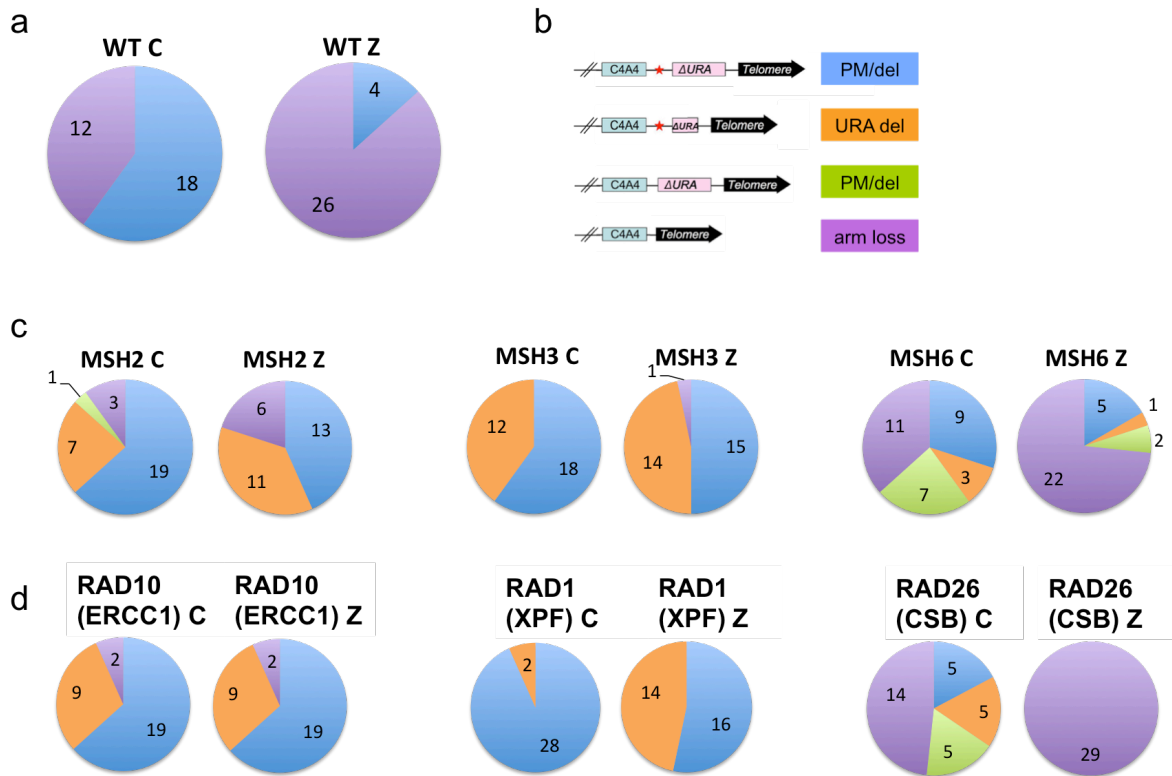 a
WT C
12
18
WT Z
4
26
b
C4A4 ΔURA Telomere PM/del
C4A4 ΔURA Telomere URA del
C4A4 ΔURA Telomere PM/del
C4A4 Telomere arm loss
c
MSH2 C
1
3
7
19
MSH2 Z
6
13
11
MSH3 C
12
18
MSH3 Z
1
14
15
MSH6 C
11
9
3
7
MSH6 Z
5
1
2
22
d
RAD10
(ERCC1) C
2
9
19
RAD10
(ERCC1) Z
2
9
19
RAD1
(XPF) C
2
28
RAD1
(XPF) Z
14
16
RAD26
(CSB) C
14
5
5
5
RAD26
(CSB) Z
29